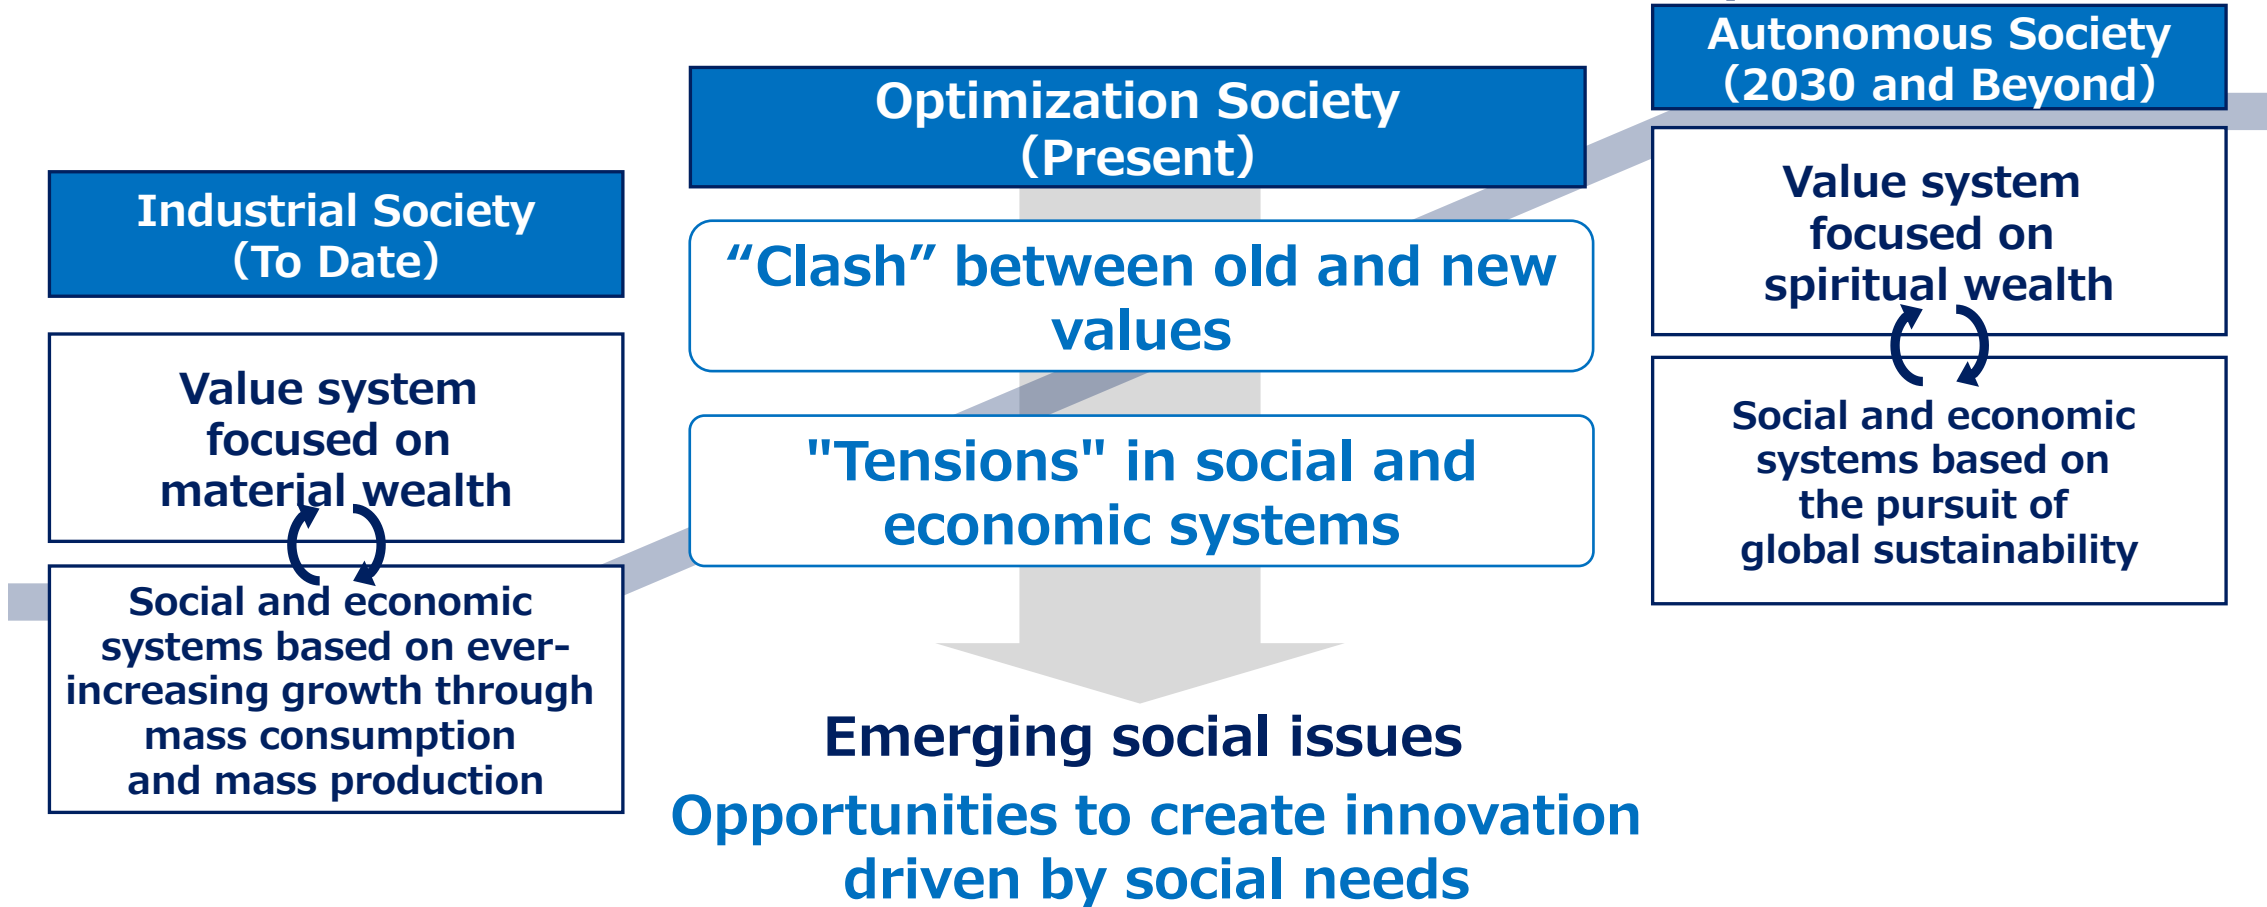 Industrial Society
(To Date)
Value system
focused on
material wealth
Social and economic
systems based on ever-
increasing growth through
mass consumption
and mass production
Optimization Society
(Present)
“Clash” between old and new
values
"Tensions" in social and
economic systems
Emerging social issues
Opportunities to create innovation
driven by social needs
Autonomous Society
(2030 and Beyond)
Value system
focused on
spiritual wealth
Social and economic
systems based on
the pursuit of
global sustainability